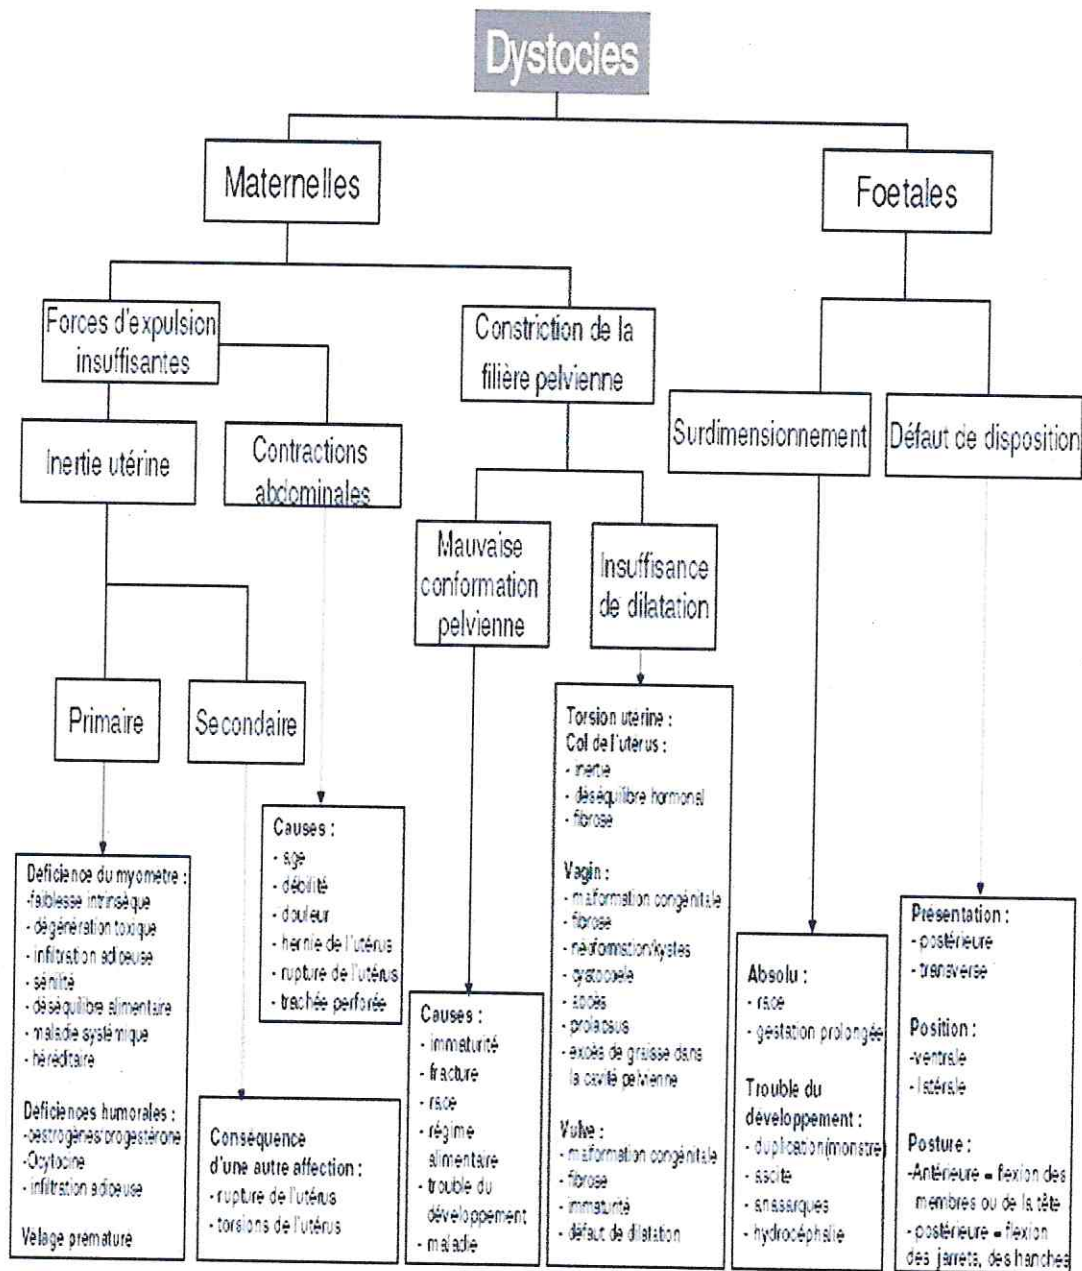 Dystocies
Maternelles
Foetales
Forces d'expulsion
insuffisantes
Constriction de la
filière pelvienne
Surdimensionnement
Défaut de disposition
Inertie utérine
Contractions
abdominales
Mauvaise
conformation
pelvienne
Insuffisance
de dilatation
Primaire
Secondaire
Déficience du myomètre :
-faiblesse intrinsèque
- dégénération toxique
- infiltration adipeuse
- sénilité
- déséquilibre alimentaire
- maladie systémique
- héréditaire
Déficiences humorales :
-oestrogènes/progestérone
-Ocytocine
- infiltration adipeuse
Velage prématuré
Conséquence
d'une autre affection :
- rupture de l'utérus
- torsions de l'utérus
Causes :
- age
- débilité
- douleur
- hernie de l'utérus
- rupture de l'utérus
- trachée perforée
Causes :
- immaturité
- fracture
- race
- régime
alimentaire
- trouble du
développement
- maladie
Torsion utérine :
Col de l'utérus :
- inertie
- déséquilibre hormonal
- fibrose
Vagin :
- malformation congénitale
- fibrose
- néoformation/kystes
- cystocèle
- abcès
- prolapsus
- excès de graisse dans
la cavité pelvienne
Vulve :
- malformation congénitale
- fibrose
- immaturité
- défaut de dilatation
Absolu :
- race
- gestation prolongée
Trouble du
développement :
- duplication(monstre)
- ascite
- anasarques
- hydrocéphalie
Présentation :
- postérieure
- transverse
Position :
-ventrale
- latérale
Posture :
-Antérieure = flexion des
membres ou de la tête
- postérieure = flexion
des jarrets, des hanches